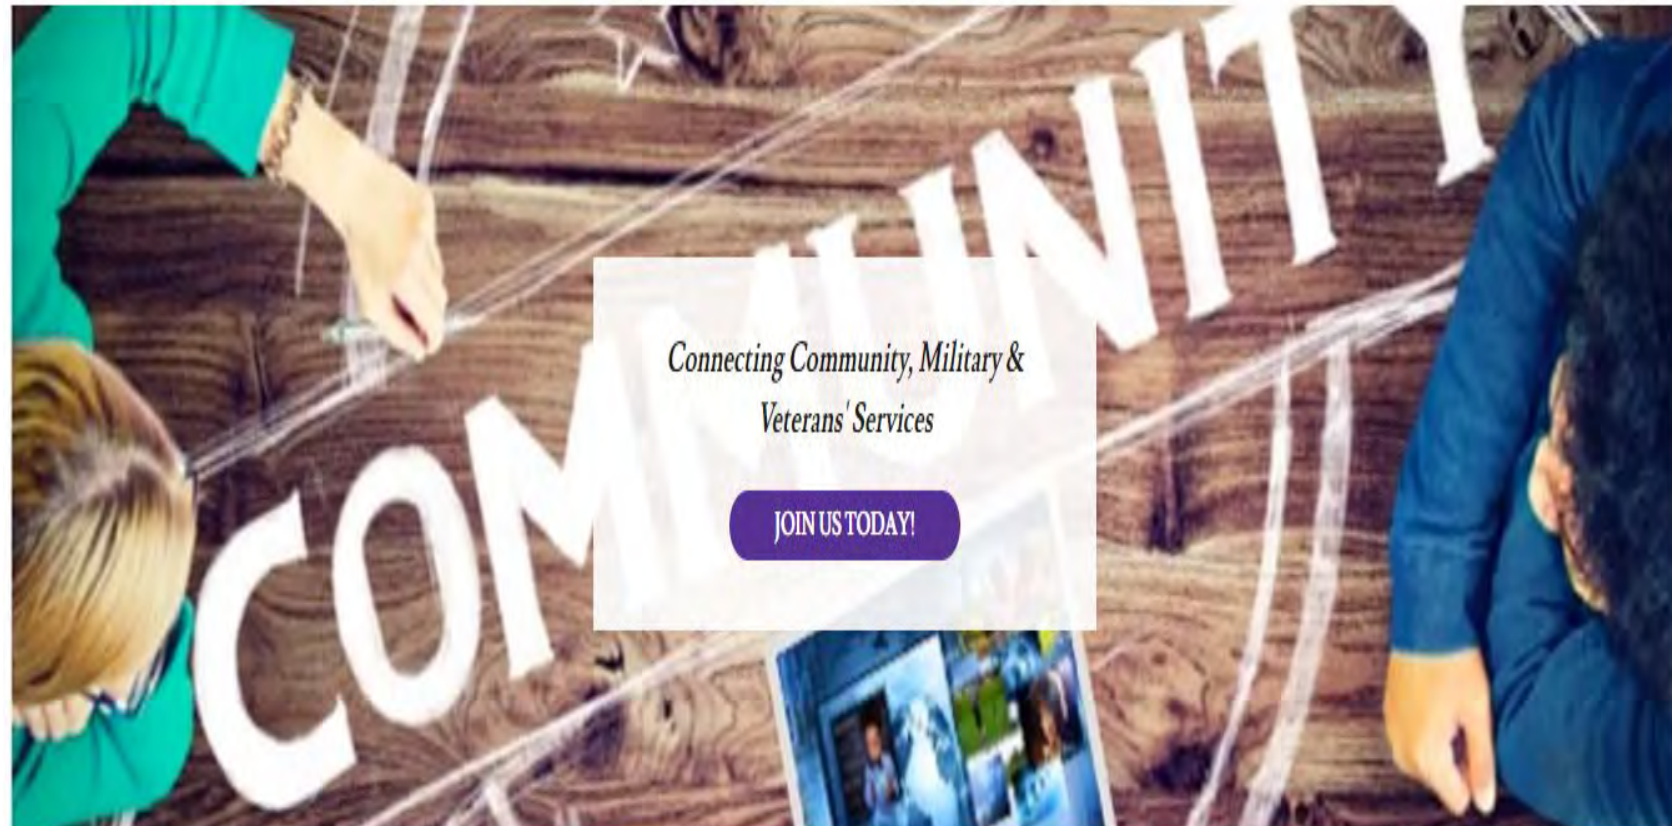 COMMUNITY
Connecting Community, Military &
Veterans' Services
JOIN US TODAY!